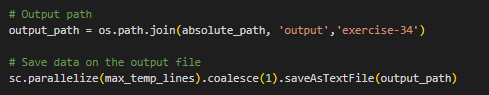 # Output path
output_path = os.path.join(absolute_path, 'output','exercise-34')
# Save data on the output file
sc.parallelize(max_temp_lines).coalesce(1).saveAsTextFile(output_path)